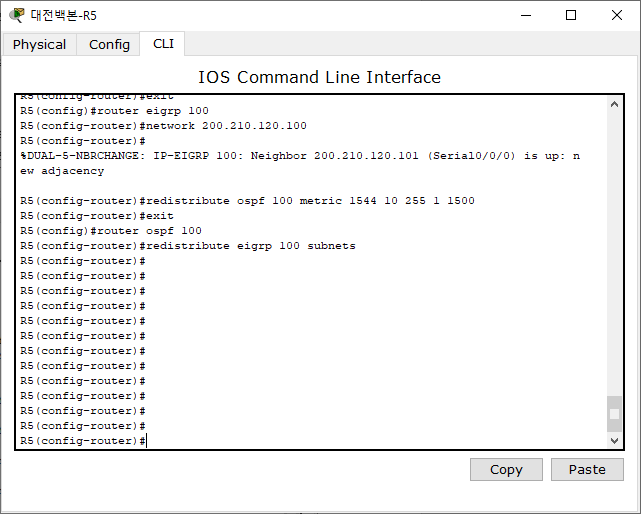 대전백본-R5
Physical Config CLI
IOS Command Line Interface
R5(config-router)#exit
R5(config)#router eigrp 100
R5(config-router)#network 200.210.120.100
R5(config-router)#
%DUAL-5-NBRCHANGE: IP-EIGRP 100: Neighbor 200.210.120.101 (Serial0/0/0) is up: n
ew adjacency
R5(config-router)#redistribute ospf 100 metric 1544 10 255 1 1500
R5(config-router)#exit
R5(config)#router ospf 100
R5(config-router)#redistribute eigrp 100 subnets
R5(config-router)#
R5(config-router)#
R5(config-router)#
R5(config-router)#
R5(config-router)#
R5(config-router)#
R5(config-router)#
R5(config-router)#
R5(config-router)#
R5(config-router)#
R5(config-router)#
R5(config-router)#
R5(config-router)#
Copy Paste